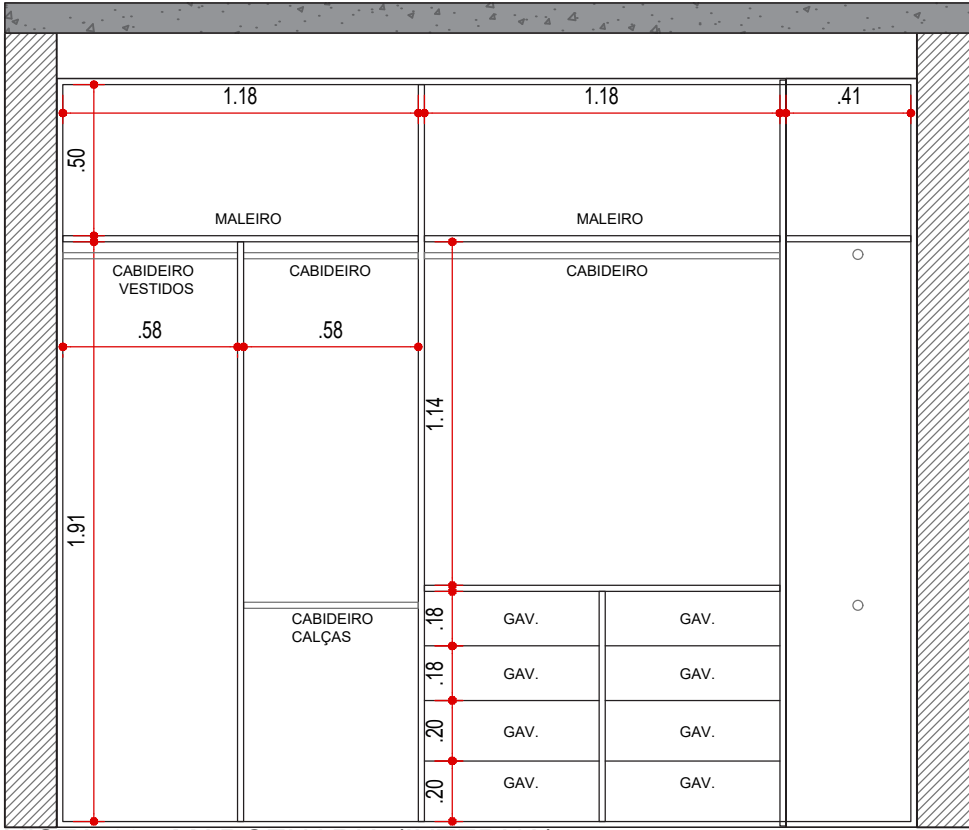 1.18
1.18
.41
.50
MALEIRO
MALEIRO
CABIDEIRO
VESTIDOS
CABIDEIRO
CABIDEIRO
.58
.58
1.14
1.91
CABIDEIRO
CALÇAS
.18
GAV.
GAV.
.18
GAV.
GAV.
.20
GAV.
GAV.
.20
GAV.
GAV.